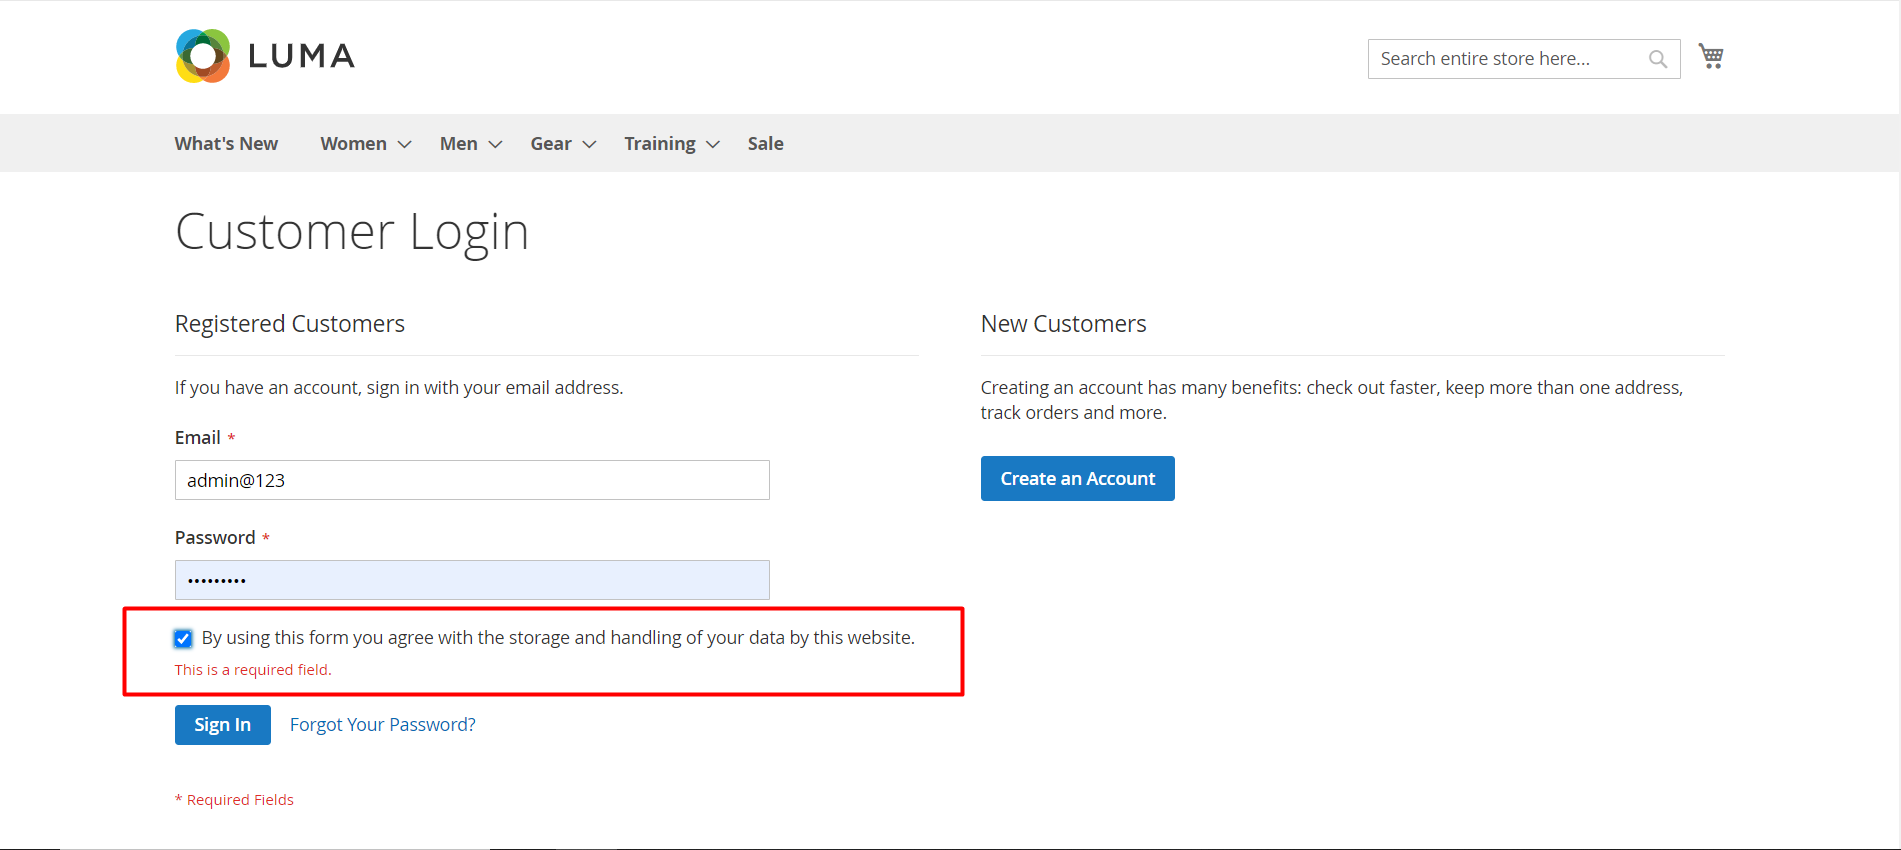 LUMA
Search entire store here...
What's New Women Men Gear Training Sale
Customer Login
Registered Customers
If you have an account, sign in with your email address.
Email *
admin@123
Password *
•••••••••
By using this form you agree with the storage and handling of your data by this website.
This is a required field.
Sign In Forgot Your Password?
* Required Fields
New Customers
Creating an account has many benefits: check out faster, keep more than one address,
track orders and more.
Create an Account